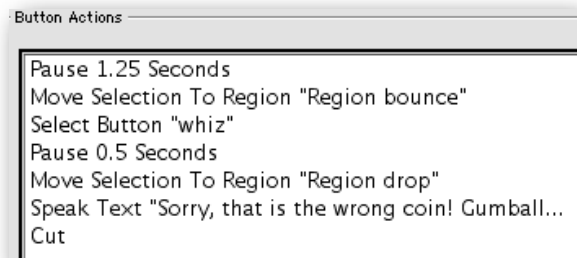 Button Actions
Pause 1.25 Seconds
Move Selection To Region "Region bounce"
Select Button "whiz"
Pause 0.5 Seconds
Move Selection To Region "Region drop"
Speak Text "Sorry, that is the wrong coin! Gumball...
Cut